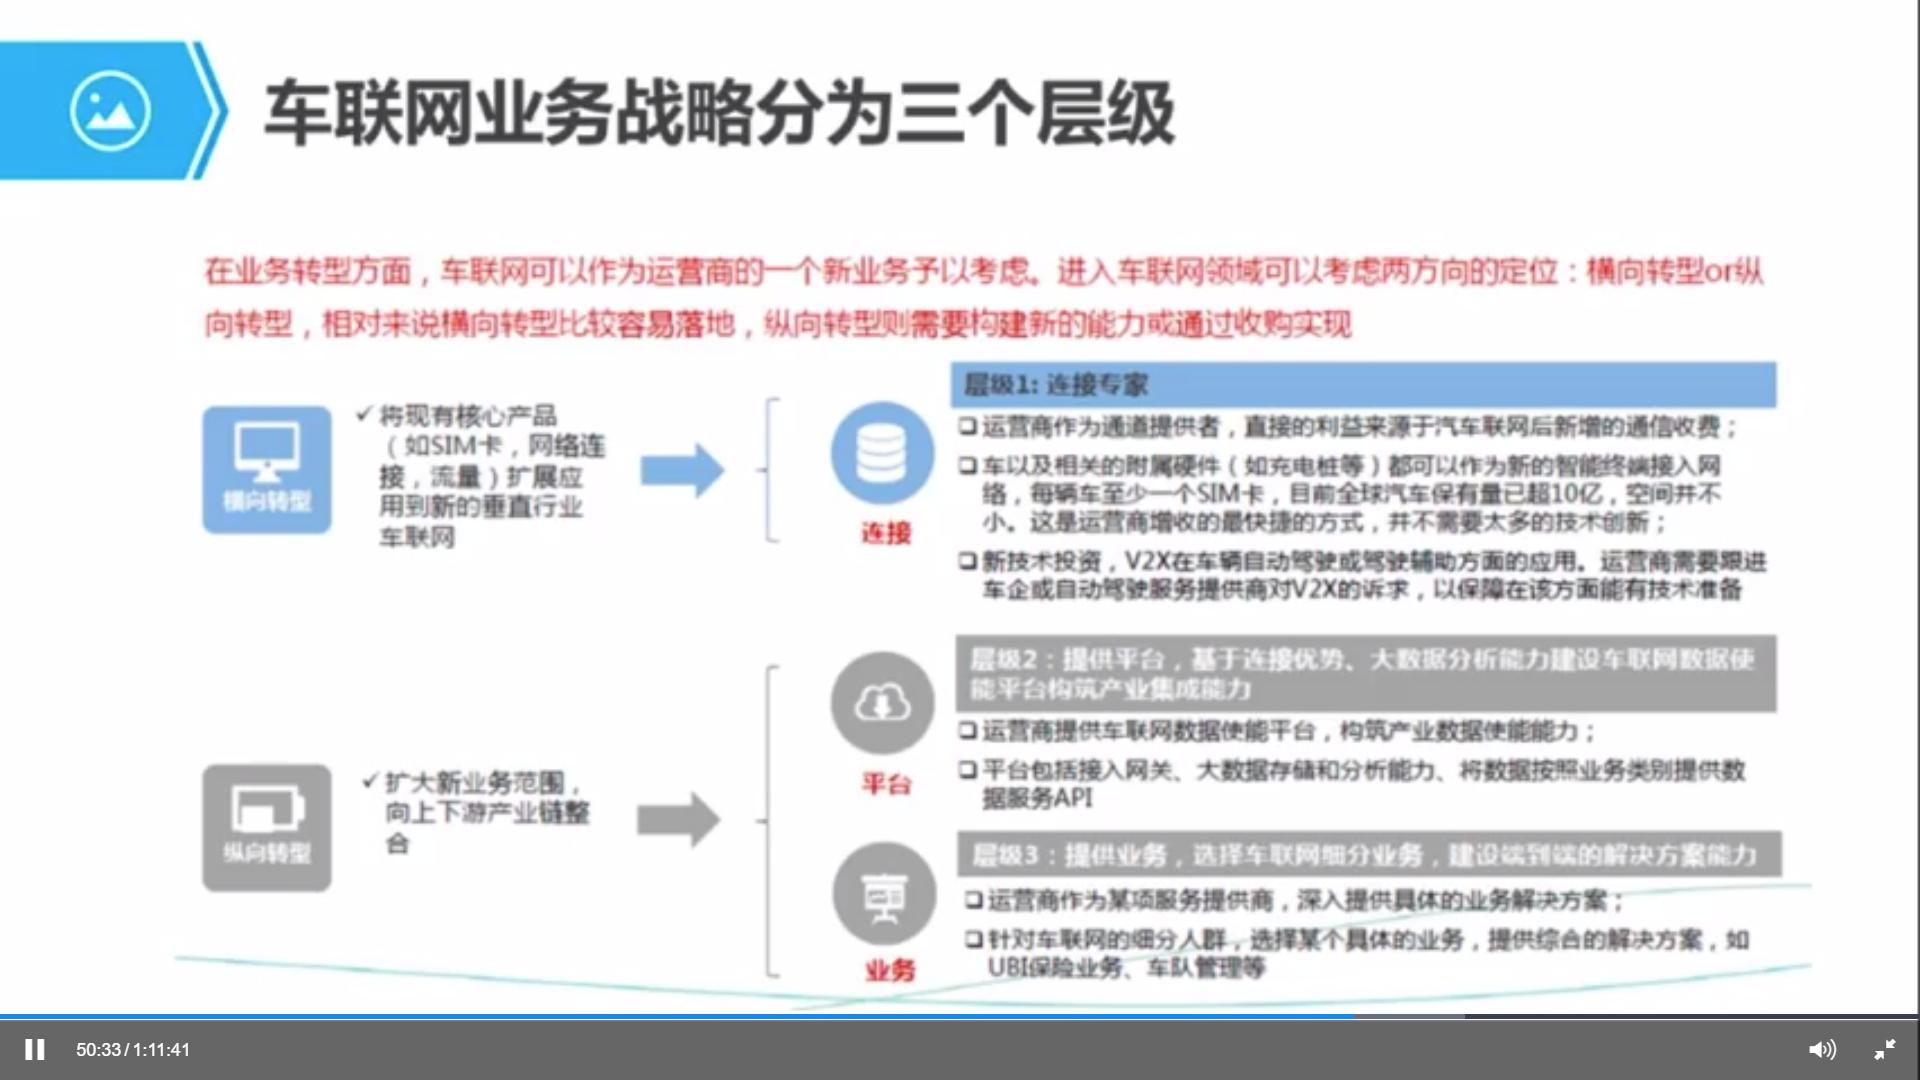 车联网业务战略分为三个层级
在业务转型方面，车联网可以作为运营商的一个新业务予以考虑。进入车联网领域可以考虑两方向的定位：横向转型or纵
向转型，相对来说横向转型比较容易落地，纵向转型则需要构建新的能力或通过收购实现
横向转型
✓将现有核心产品
（如SIM卡，网络连
接，流量）扩展应
用到新的垂直行业
车联网
连接
层级1: 连接专家
❑运营商作为通道提供者，直接的利益来源于汽车联网后新增的通信收费；
❑车以及相关的附属硬件（如充电桩等）都可以作为新的智能终端接入网
络，每辆车至少一个SIM卡，目前全球汽车保有量已超10亿，空间并不
小。这是运营商增收的最快捷的方式，并不需要太多的技术创新；
❑新技术投资，V2X在车辆自动驾驶或驾驶辅助方面的应用。运营商需要跟进
车企或自动驾驶服务提供商对V2X的诉求，以保障在该方面能有技术准备
纵向转型
✓扩大新业务范围，
向上下游产业链整
合
平台
层级2：提供平台，基于连接优势、大数据分析能力建设车联网数据使
能平台构筑产业集成能力
❑运营商提供车联网数据使能平台，构筑产业数据使能能力；
❑平台包括接入网关、大数据存储和分析能力、将数据按照业务类别提供数
据服务API
业务
层级3：提供业务，选择车联网细分业务，建设端到端的解决方案能力
❑运营商作为某项服务提供商，深入提供具体的业务解决方案；
❑针对车联网的细分人群，选择某个具体的业务，提供综合的解决方案，如
UBI保险业务、车队管理等
50:33/1:11:41